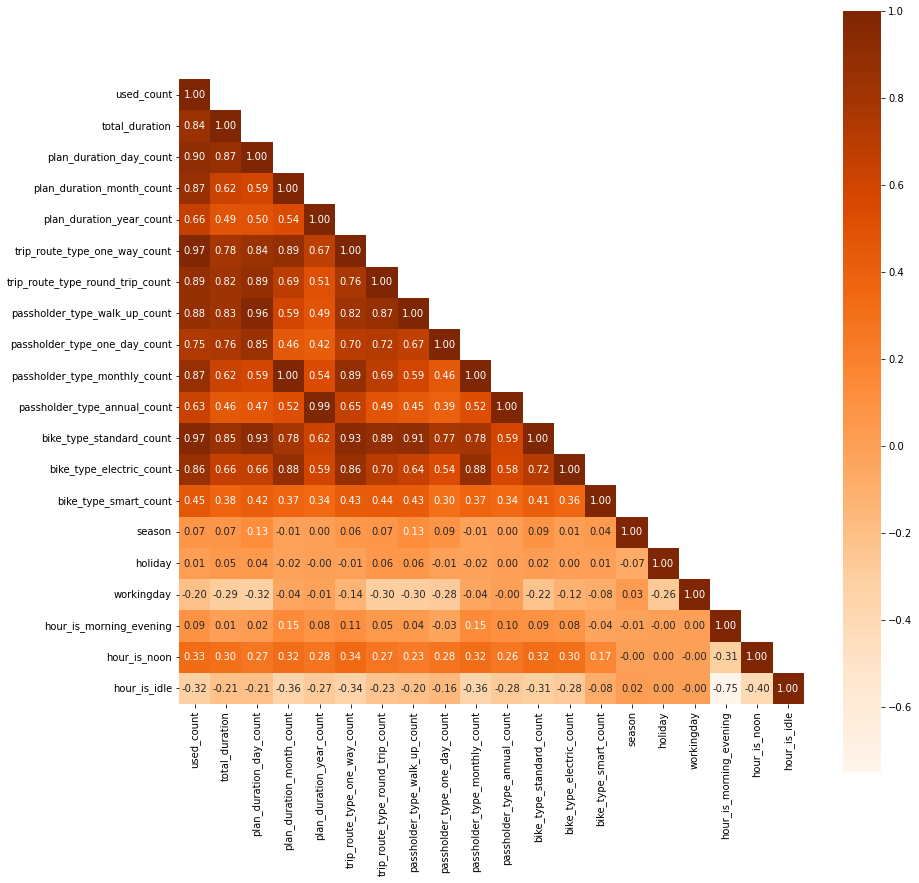 1.0
used_count 1.00
0.8
total_duration 0.84 1.00
plan_duration_day_count 0.90 0.87 1.00
plan_duration_month_count 0.87 0.62 0.59 1.00
0.6
plan_duration_year_count 0.66 0.49 0.50 0.54 1.00
trip_route_type_one_way_count 0.97 0.78 0.84 0.89 0.67 1.00
0.4
trip_route_type_round_trip_count 0.89 0.82 0.89 0.69 0.51 0.76 1.00
passholder_type_walk_up_count 0.88 0.83 0.96 0.59 0.49 0.82 0.87 1.00
passholder_type_one_day_count 0.75 0.76 0.85 0.46 0.42 0.70 0.72 0.67 1.00
0.2
passholder_type_monthly_count 0.87 0.62 0.59 1.00 0.54 0.89 0.69 0.59 0.46 1.00
passholder_type_annual_count 0.63 0.46 0.47 0.52 0.99 0.65 0.49 0.45 0.39 0.52 1.00
bike_type_standard_count 0.97 0.85 0.93 0.78 0.62 0.93 0.89 0.91 0.77 0.78 0.59 1.00
0.0
bike_type_electric_count 0.86 0.66 0.66 0.88 0.59 0.86 0.70 0.64 0.54 0.88 0.58 0.72 1.00
bike_type_smart_count 0.45 0.38 0.42 0.37 0.34 0.43 0.44 0.43 0.30 0.37 0.34 0.41 0.36 1.00
−0.2
season 0.07 0.07 0.13 -0.01 0.00 0.06 0.07 0.13 0.09 -0.01 0.00 0.09 0.01 0.04 1.00
holiday 0.01 0.05 0.04 -0.02 -0.00 -0.01 0.06 0.06 -0.01 -0.02 0.00 0.02 0.00 0.01 -0.07 1.00
workingday -0.20 -0.29 -0.32 -0.04 -0.01 -0.14 -0.30 -0.30 -0.28 -0.04 -0.00 -0.22 -0.12 -0.08 0.03 -0.26 1.00
−0.4
hour_is_morning_evening 0.09 0.01 0.02 0.15 0.08 0.11 0.05 0.04 -0.03 0.15 0.10 0.09 0.08 -0.04 -0.01 -0.00 0.00 1.00
hour_is_noon 0.33 0.30 0.27 0.32 0.28 0.34 0.27 0.23 0.28 0.32 0.26 0.32 0.30 0.17 -0.00 0.00 -0.00 -0.31 1.00
hour_is_idle -0.32 -0.21 -0.21 -0.36 -0.27 -0.34 -0.23 -0.20 -0.16 -0.36 -0.28 -0.31 -0.28 -0.08 0.02 0.00 -0.00 -0.75 -0.40 1.00
−0.6
used_count
total_duration
plan_duration_day_count
plan_duration_month_count
plan_duration_year_count
trip_route_type_one_way_count
trip_route_type_round_trip_count
passholder_type_walk_up_count
passholder_type_one_day_count
passholder_type_monthly_count
passholder_type_annual_count
bike_type_standard_count
bike_type_electric_count
bike_type_smart_count
season
holiday
workingday
hour_is_morning_evening
hour_is_noon
hour_is_idle